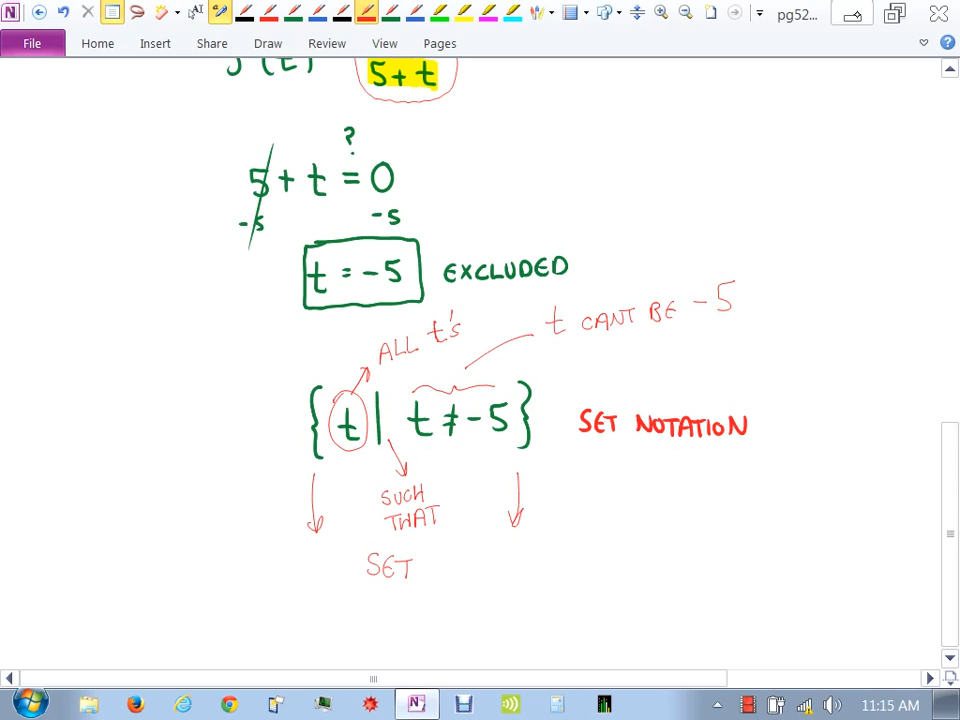 pg52...
File Home Insert Share Draw Review View Pages
5 + t
?
5 + t = 0
-5 -5
t = -5 EXCLUDED
ALL t's
t CANT BE -5
{ t | t ≠ -5 } SET NOTATION
SUCH
THAT
SET
11:15 AM